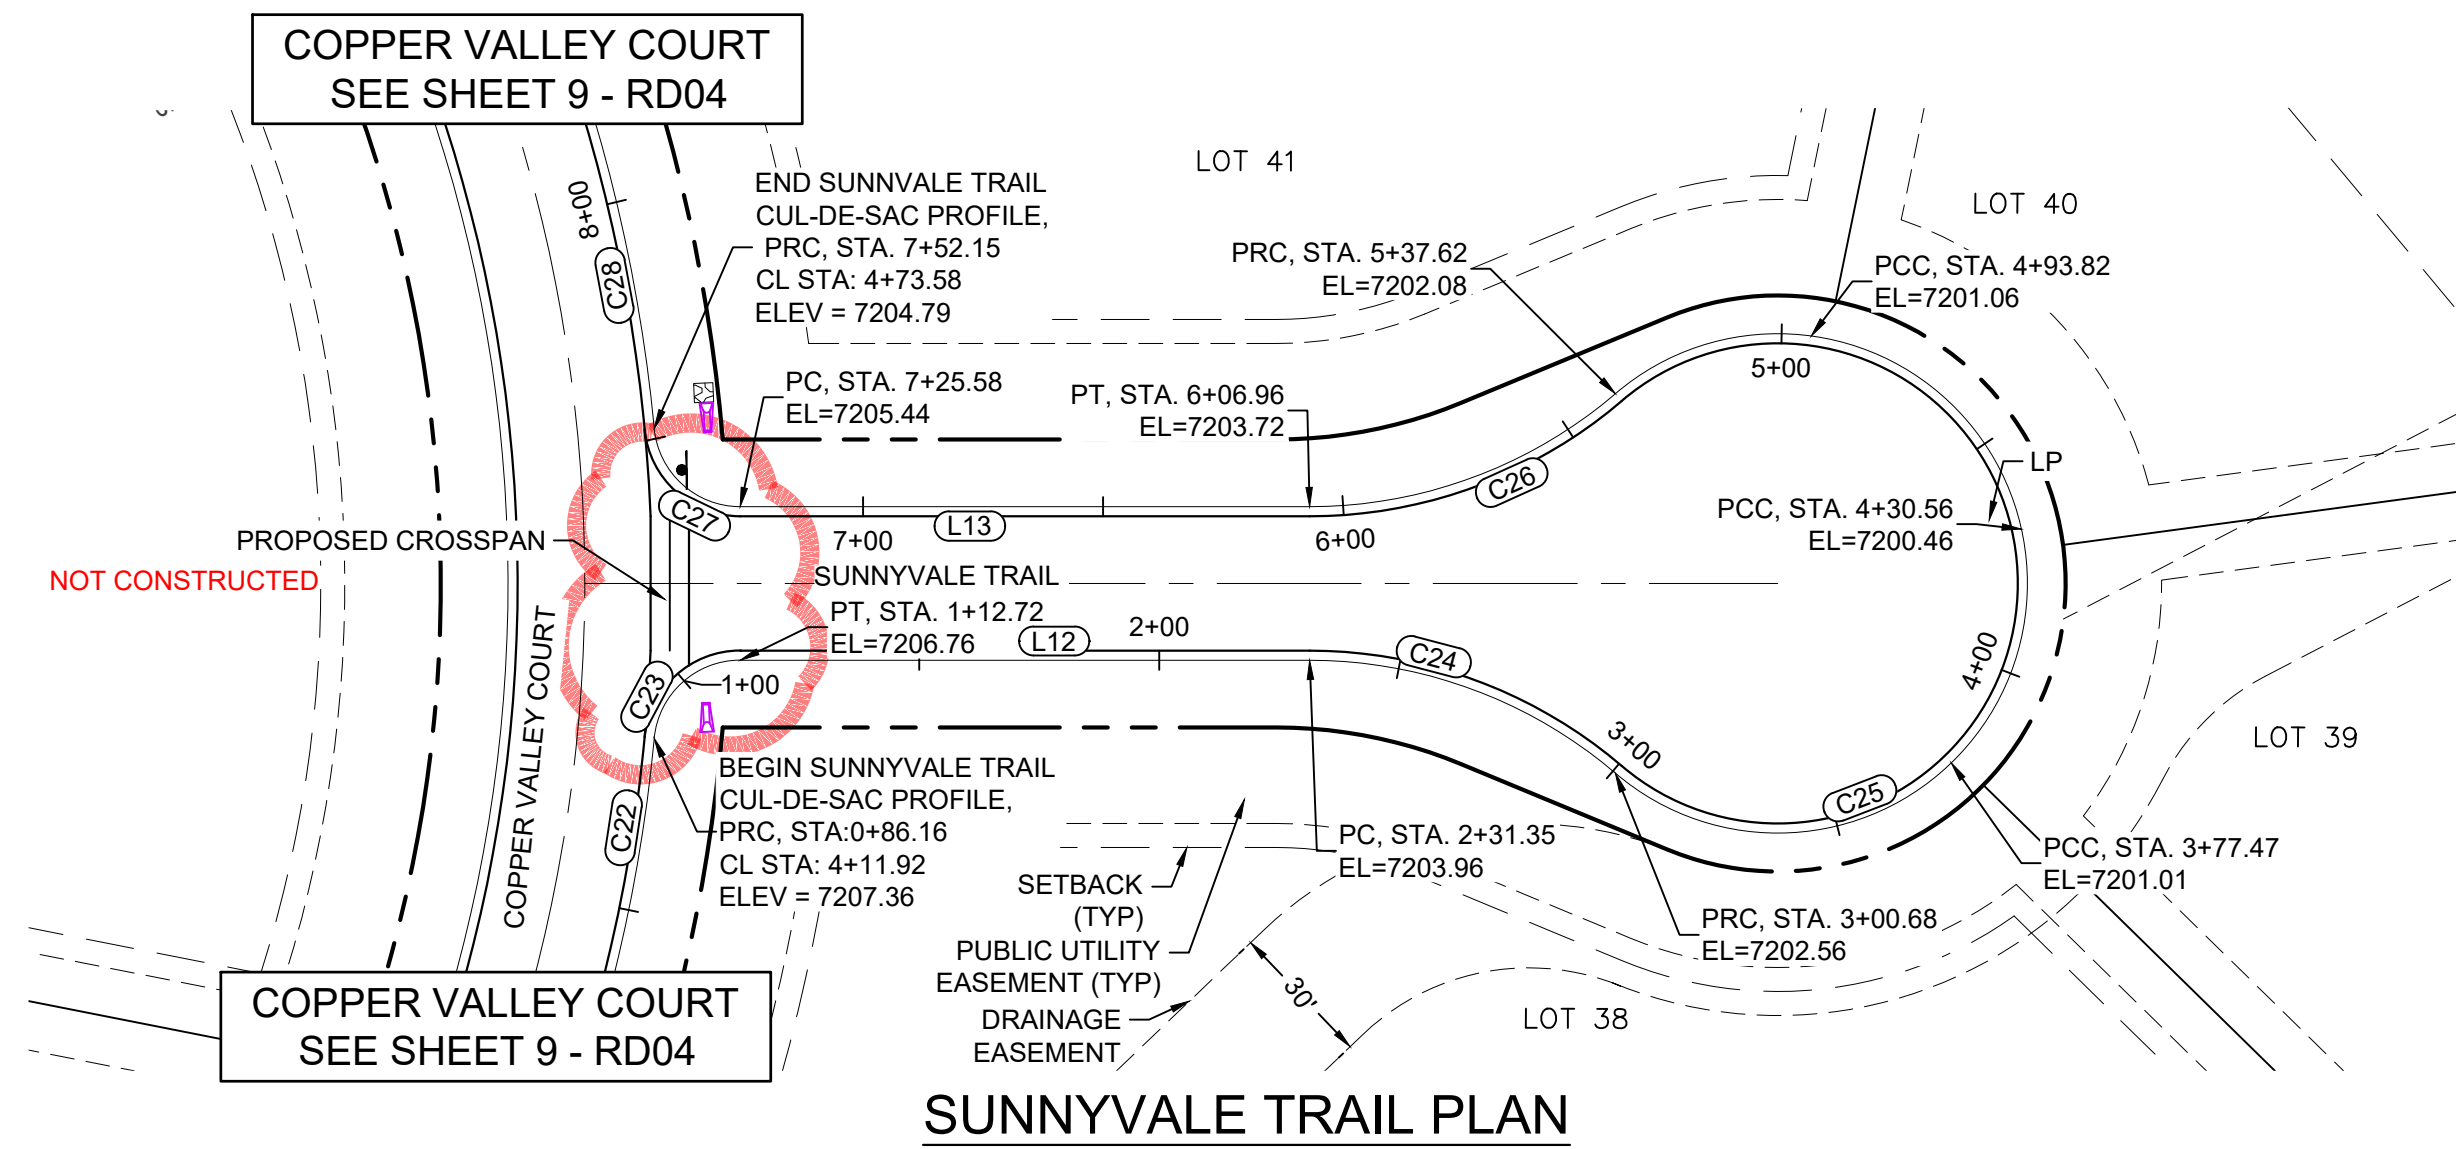 COPPER VALLEY COURT
SEE SHEET 9 - RD04
LOT 41
LOT 40
END SUNNVALE TRAIL
CUL-DE-SAC PROFILE,
PRC, STA. 7+52.15
CL STA: 4+73.58
ELEV = 7204.79
8+00
C28
PRC, STA. 5+37.62
EL=7202.08
PCC, STA. 4+93.82
EL=7201.06
5+00
PC, STA. 7+25.58
EL=7205.44
PT, STA. 6+06.96
EL=7203.72
LP
C26
C27
L13
7+00
6+00
PCC, STA. 4+30.56
EL=7200.46
PROPOSED CROSSPAN
NOT CONSTRUCTED
SUNNYVALE TRAIL
PT, STA. 1+12.72
EL=7206.76
L12
2+00
C24
1+00
C23
4+00
3+00
COPPER VALLEY COURT
LOT 39
BEGIN SUNNYVALE TRAIL
CUL-DE-SAC PROFILE,
PRC, STA:0+86.16
CL STA: 4+11.92
ELEV = 7207.36
C22
C25
PC, STA. 2+31.35
EL=7203.96
PCC, STA. 3+77.47
EL=7201.01
SETBACK
(TYP)
PUBLIC UTILITY
EASEMENT (TYP)
DRAINAGE
EASEMENT
30'
PRC, STA. 3+00.68
EL=7202.56
LOT 38
COPPER VALLEY COURT
SEE SHEET 9 - RD04
SUNNYVALE TRAIL PLAN